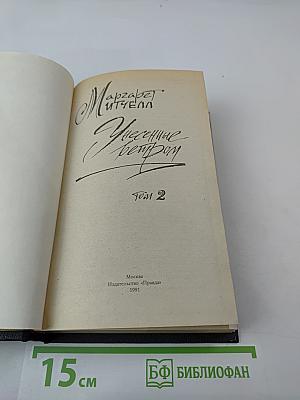 Маргарет
Митчелл
Унесенные
ветром
том 2
Москва
Издательство «Правда»
1991
15 см
БФ БИБЛИОФАН